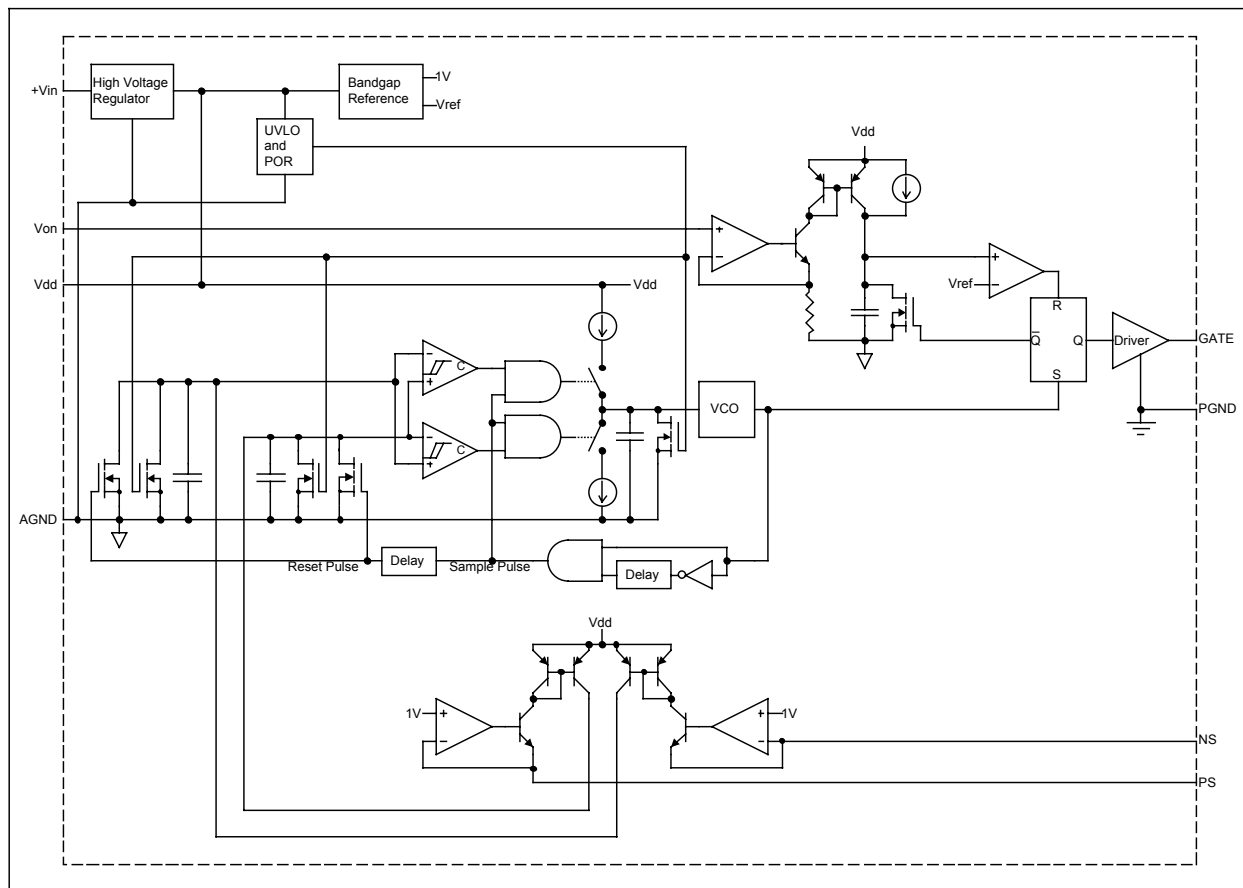 +Vin
High Voltage
Regulator
Bandgap
Reference
1V
Vref
UVLO
and
POR
Vdd
Von
+
-
+
-
Vref
R
Q
Q
S
Driver
GATE
PGND
Vdd
Vdd
-
+
C
-
+
C
VCO
AGND
Reset Pulse
Delay
Sample Pulse
Delay
Vdd
1V
+
-
+
-
1V
NS
PS